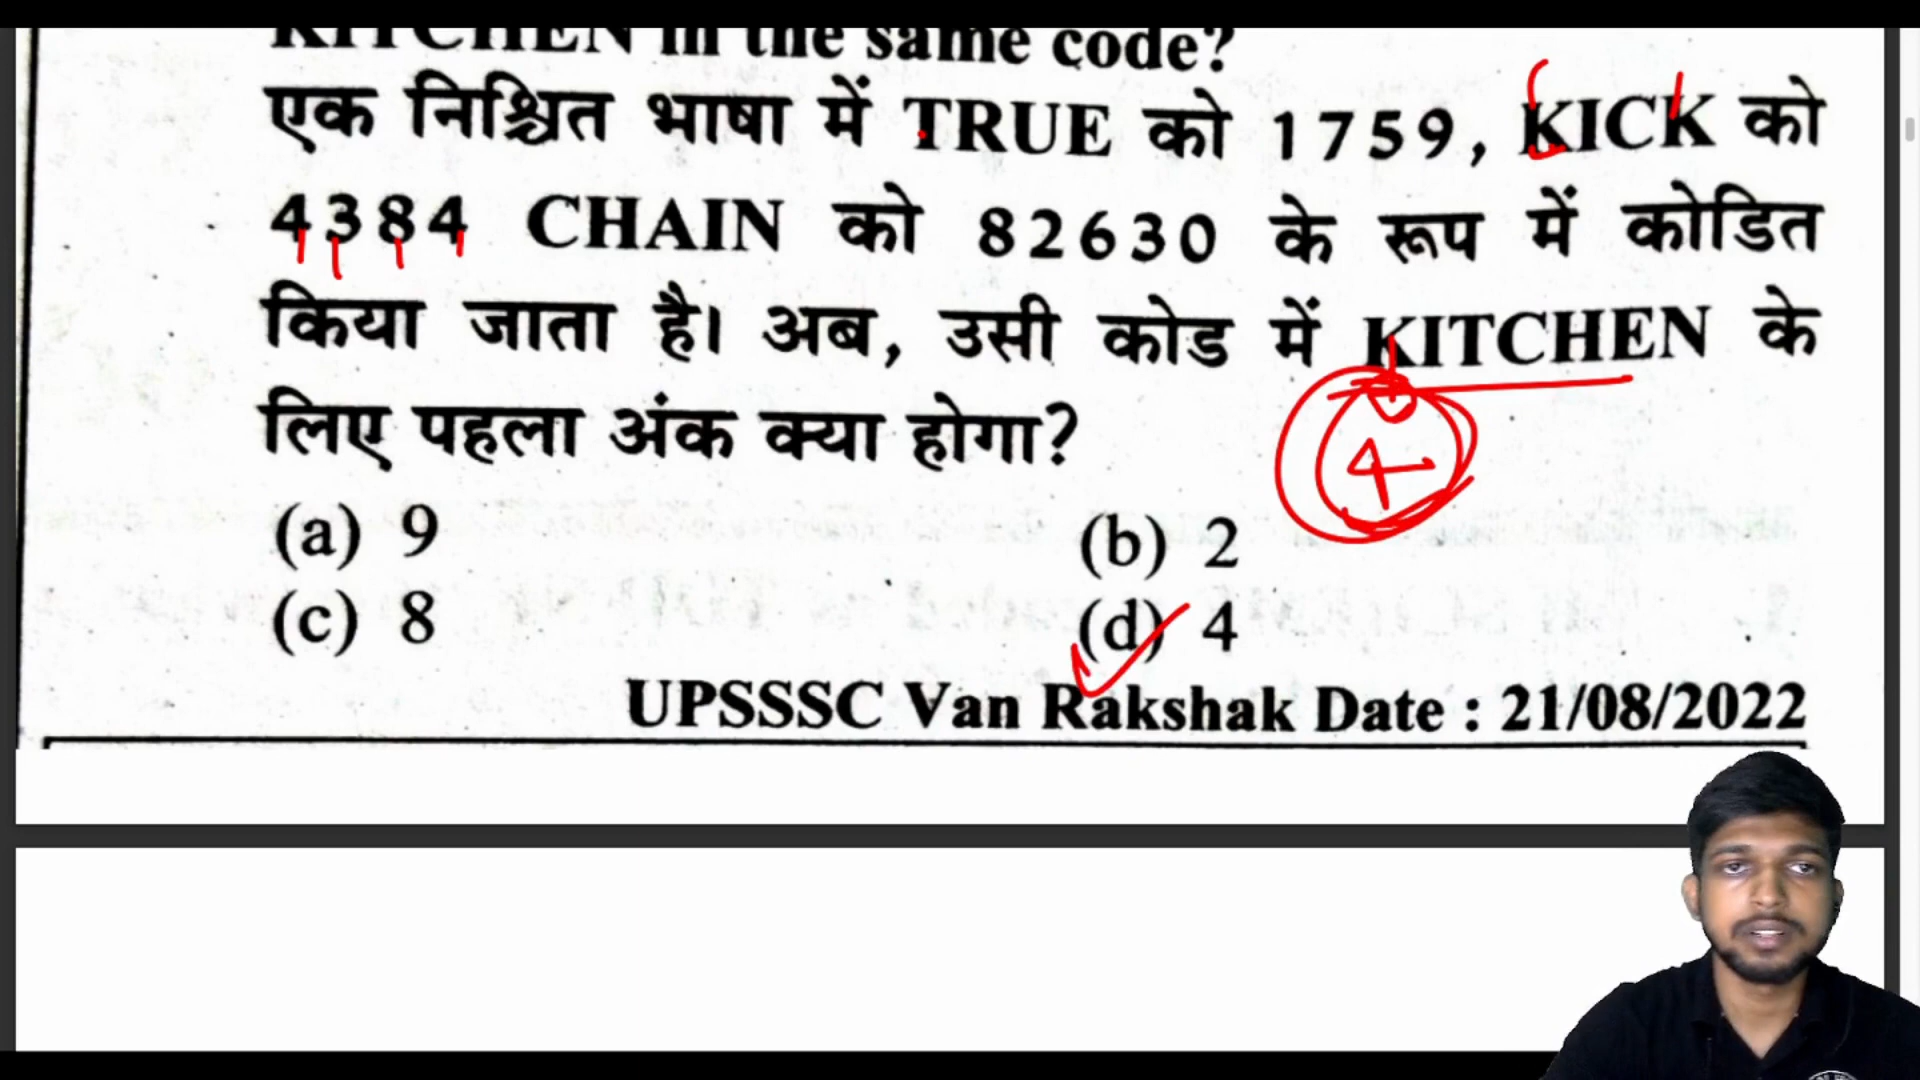 KITCHEN in the same code?
एक निश्चित भाषा में TRUE को 1759, KICK को
4384 CHAIN को 82630 के रूप में कोडित
किया जाता है। अब, उसी कोड में KITCHEN के
लिए पहला अंक क्या होगा?
4
(a) 9 (b) 2
(c) 8 (d) 4
UPSSSC Van Rakshak Date : 21/08/2022